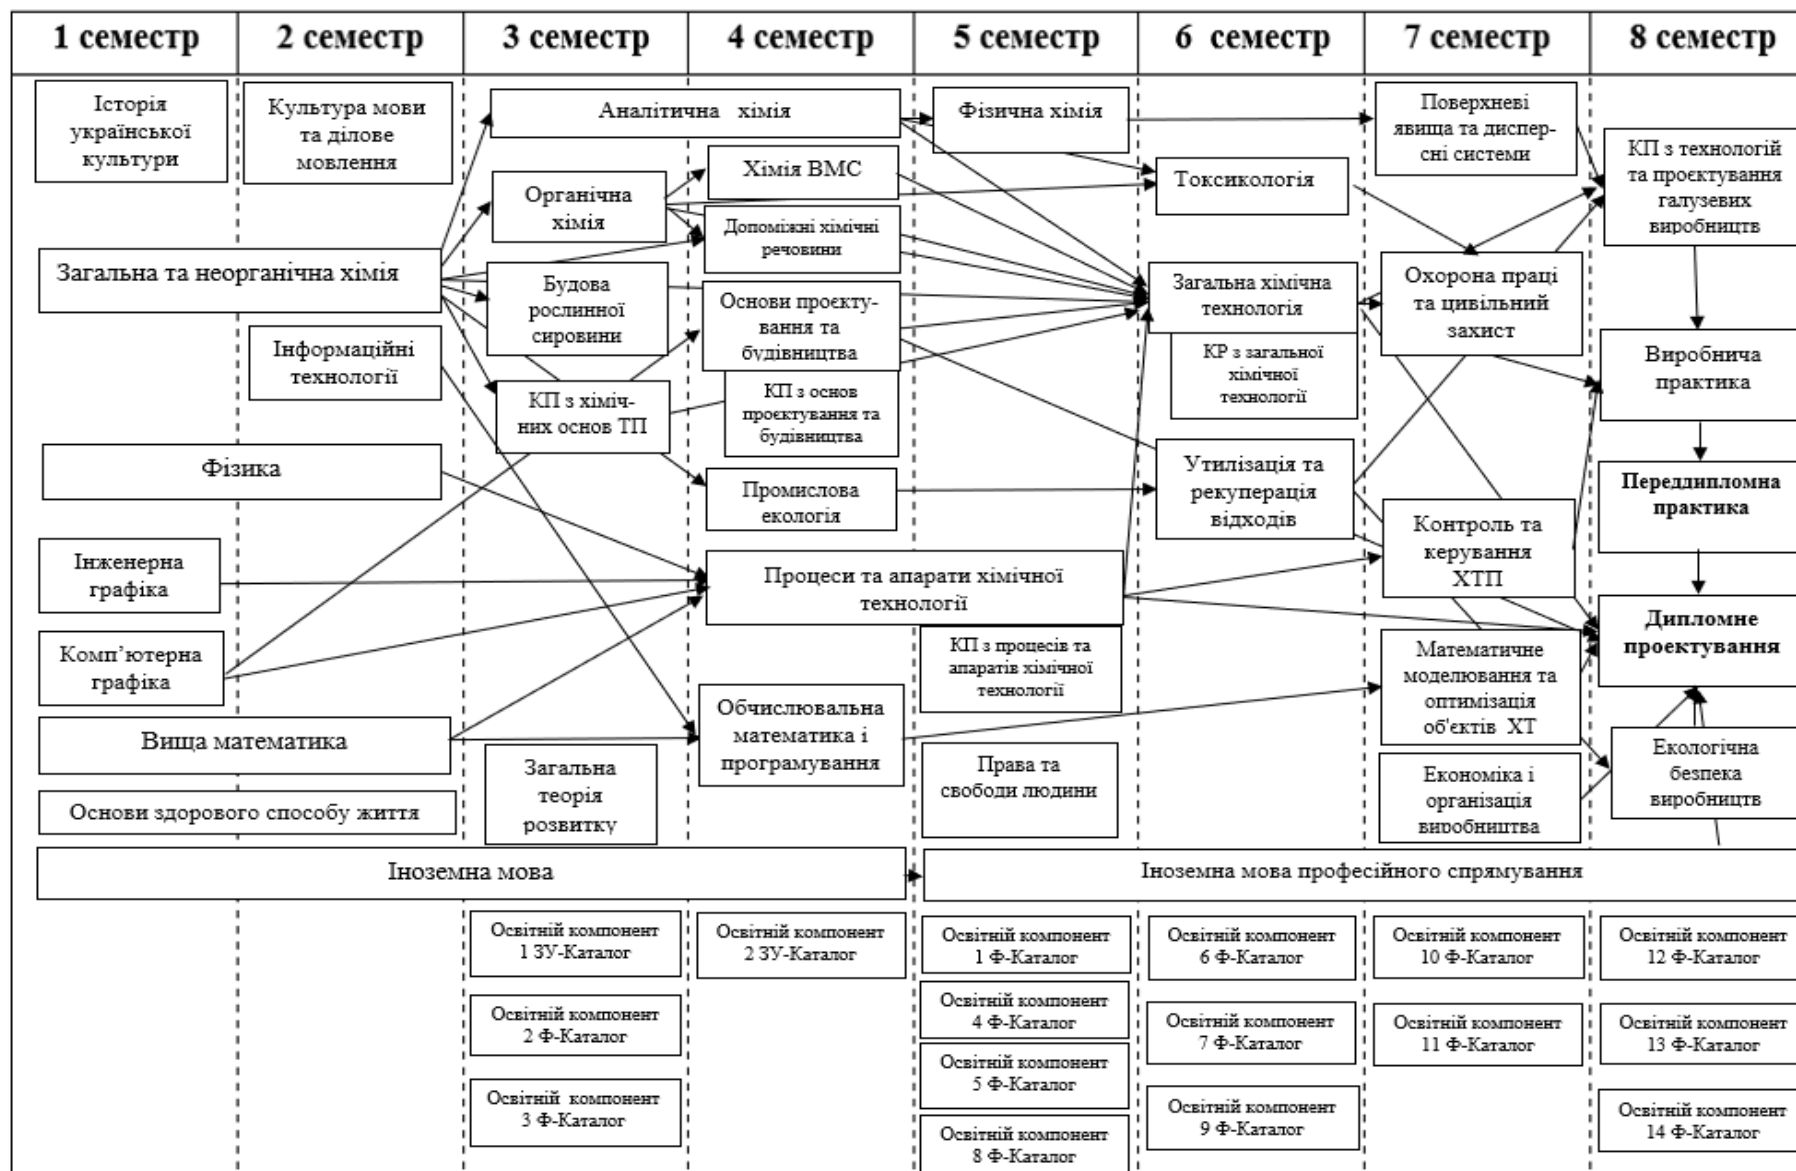 1 семестр
2 семестр
3 семестр
4 семестр
5 семестр
6 семестр
7 семестр
8 семестр
Історія
української
культури
Культура мови
та ділове
мовлення
Аналітична хімія
Фізична хімія
Поверхневі
явища та диспер-
сні системи
КП з технологій
та проєктування
галузевих
виробництв
Органічна
хімія
Хімія ВМС
Токсикологія
Допоміжні хімічні
речовини
Загальна та неорганічна хімія
Будова
рослинної
сировини
Основи проєкту-
вання та
будівництва
Загальна хімічна
технологія
Охорона праці
та цивільний
захист
Інформаційні
технології
КП з хіміч-
них основ ТП
КП з основ
проєктування та
будівництва
КР з загальної
хімічної
технології
Виробнича
практика
Фізика
Промислова
екологія
Утилізація та
рекуперація
відходів
Переддипломна
практика
Контроль та
керування
ХТП
Інженерна
графіка
Процеси та апарати хімічної
технології
Дипломне
проектування
Комп’ютерна
графіка
КП з процесів та
апаратів хімічної
технології
Математичне
моделювання та
оптимізація
об'єктів ХТ
Вища математика
Обчислювальна
математика і
програмування
Загальна
теорія
розвитку
Права та
свободи людини
Економіка і
організація
виробництва
Екологічна
безпека
виробництв
Основи здорового способу життя
Іноземна мова
Іноземна мова професійного спрямування
Освітній компонент
1 ЗУ-Каталог
Освітній компонент
2 ЗУ-Каталог
Освітній компонент
1 Ф-Каталог
Освітній компонент
6 Ф-Каталог
Освітній компонент
10 Ф-Каталог
Освітній компонент
12 Ф-Каталог
Освітній компонент
2 Ф-Каталог
Освітній компонент
4 Ф-Каталог
Освітній компонент
7 Ф-Каталог
Освітній компонент
11 Ф-Каталог
Освітній компонент
13 Ф-Каталог
Освітній компонент
5 Ф-Каталог
Освітній компонент
3 Ф-Каталог
Освітній компонент
9 Ф-Каталог
Освітній компонент
14 Ф-Каталог
Освітній компонент
8 Ф-Каталог